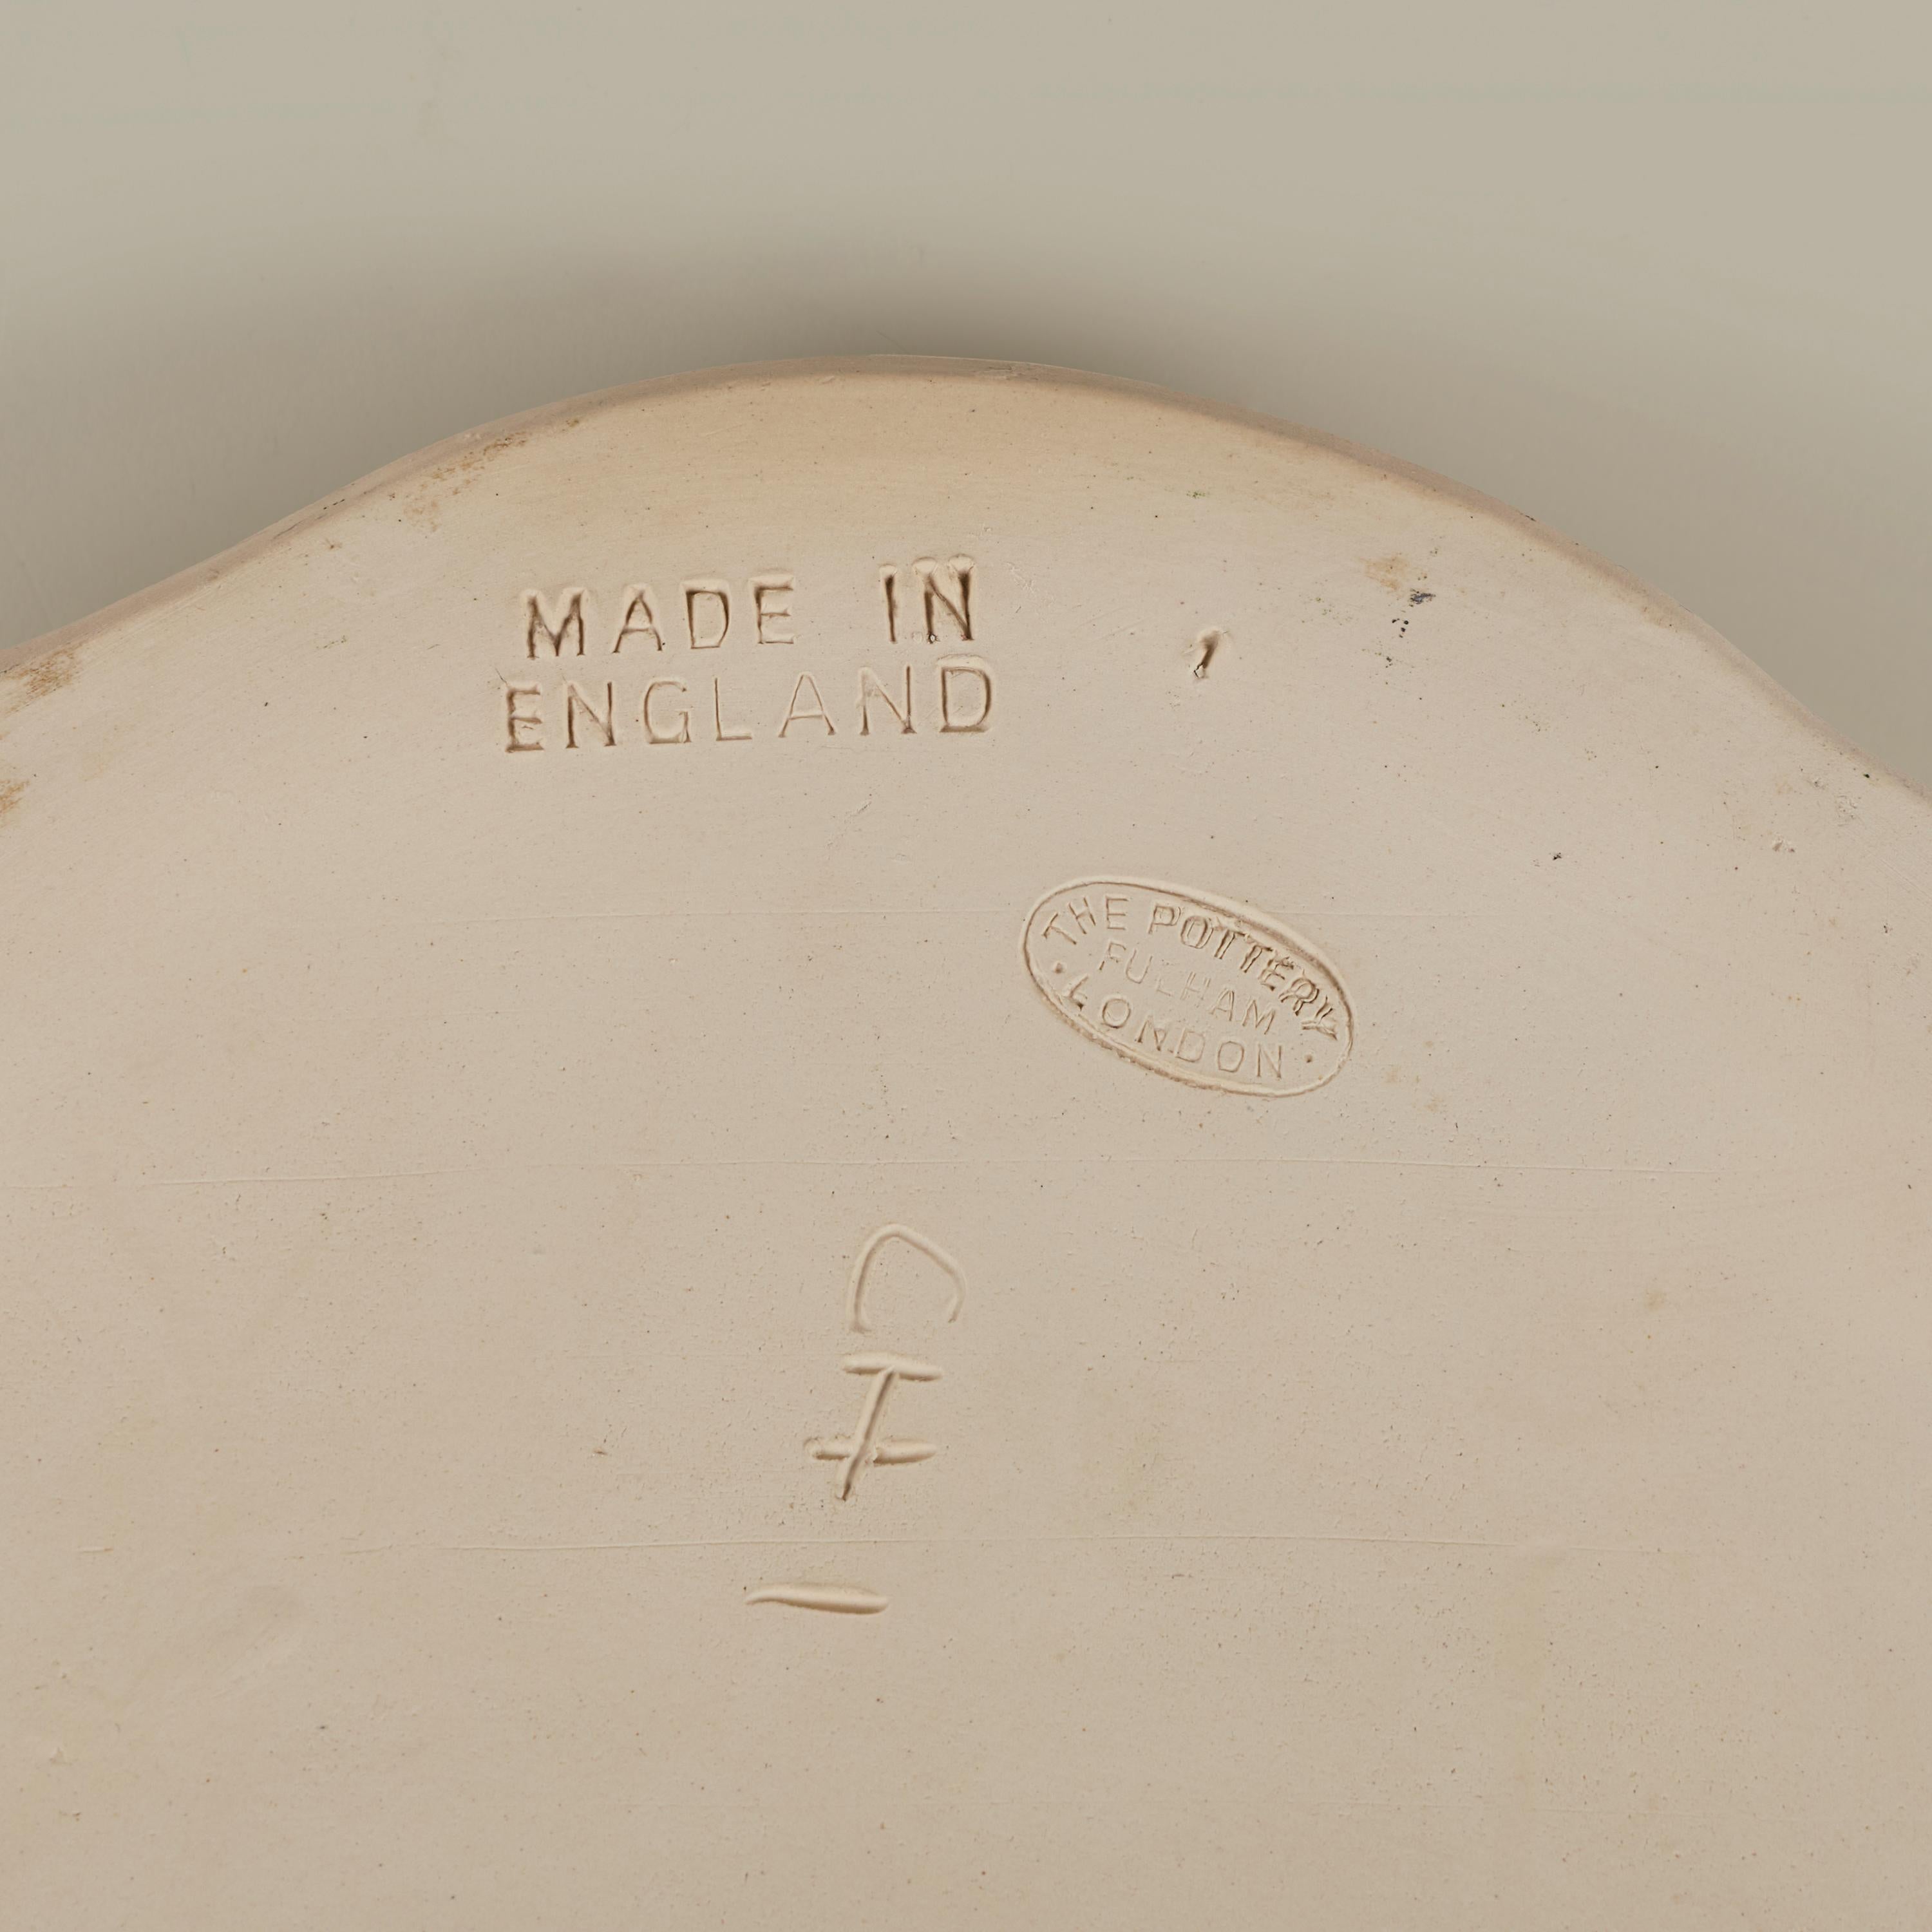 MADE IN
ENGLAND
THE POTTERY
FULHAM
LONDON